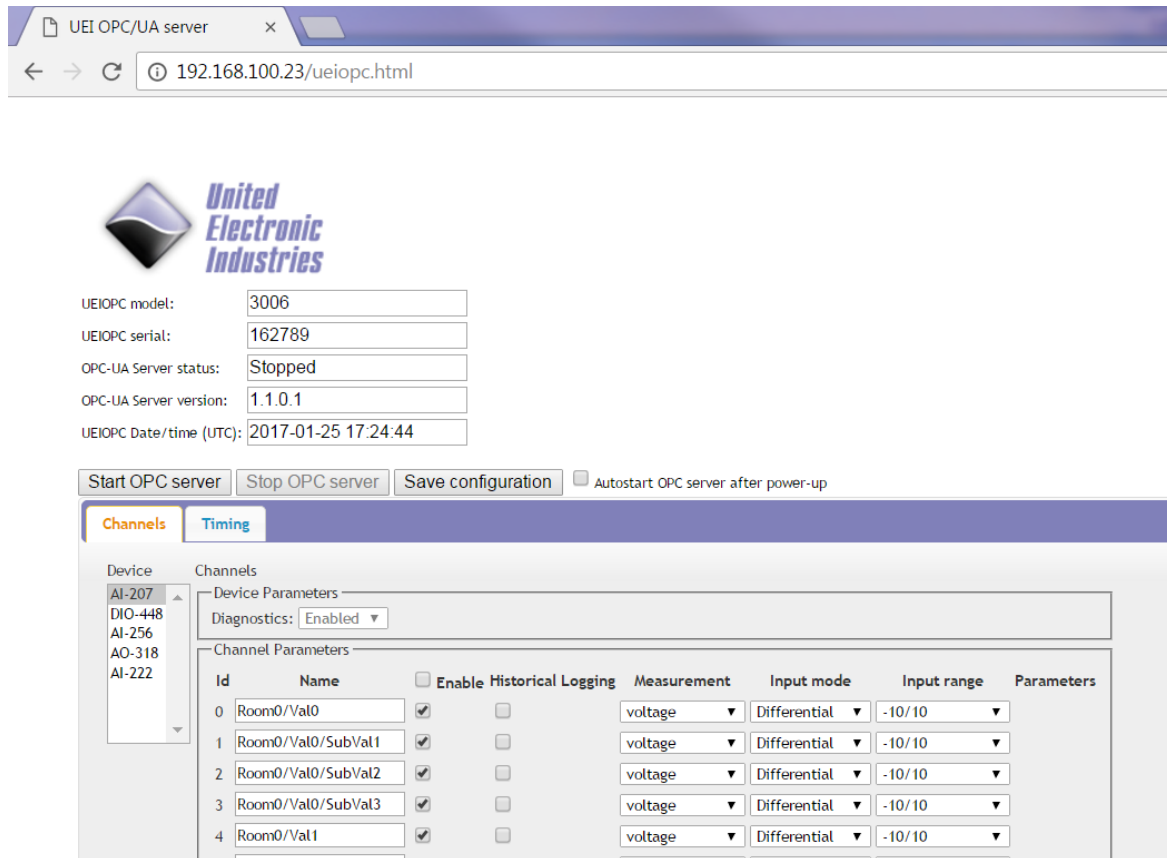 UEI OPC/UA server
192.168.100.23/ueiopc.html
United
Electronic
Industries
UEIOPC model: 3006
UEIOPC serial: 162789
OPC-UA Server status: Stopped
OPC-UA Server version: 1.1.0.1
UEIOPC Date/time (UTC): 2017-01-25 17:24:44
Start OPC server Stop OPC server Save configuration Autostart OPC server after power-up
Channels Timing
Device Channels
AI-207
DIO-448
AI-256
AO-318
AI-222
Device Parameters
Diagnostics: Enabled
Channel Parameters
Id Name Enable Historical Logging Measurement Input mode Input range Parameters
0 Room0/Val0 voltage Differential -10/10
1 Room0/Val0/SubVal1 voltage Differential -10/10
2 Room0/Val0/SubVal2 voltage Differential -10/10
3 Room0/Val0/SubVal3 voltage Differential -10/10
4 Room0/Val1 voltage Differential -10/10